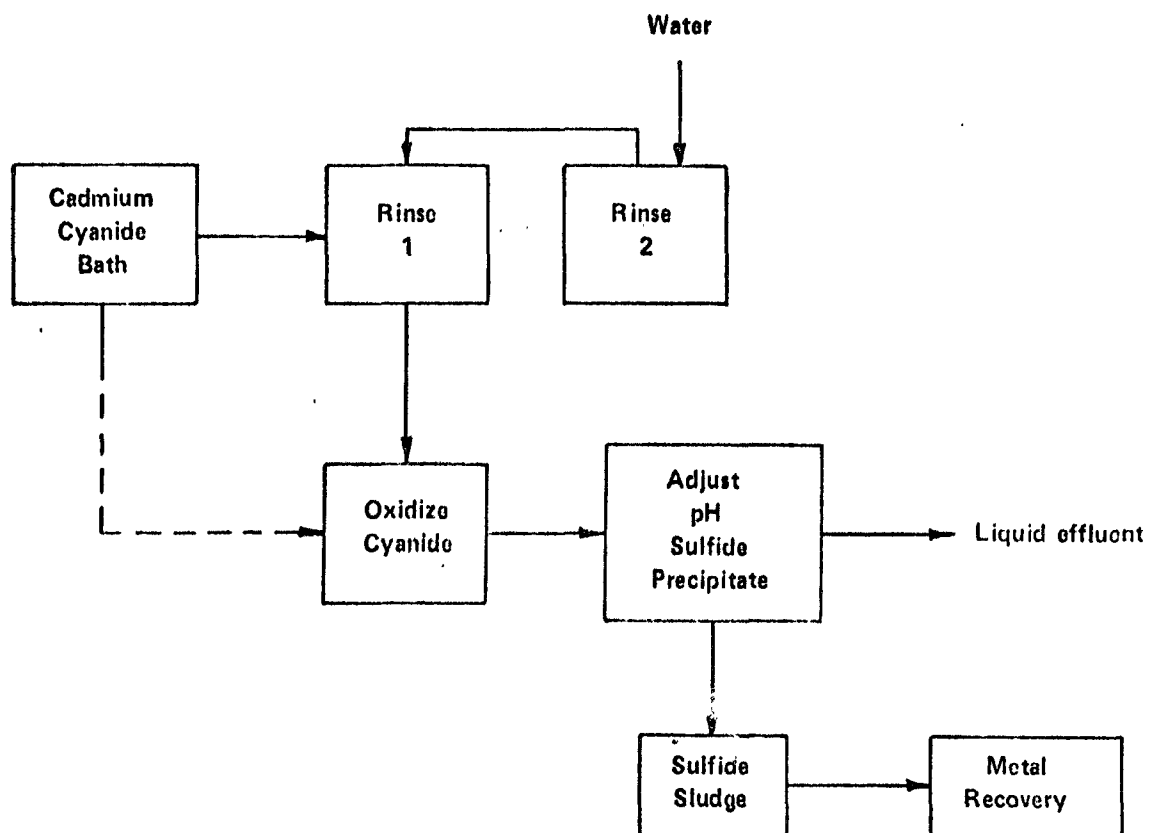 Water
Cadmium
Cyanide
Bath
Rinse
1
Rinse
2
Oxidize
Cyanide
Adjust
pH
Sulfide
Precipitate
Liquid effluent
Sulfide
Sludge
Metal
Recovery